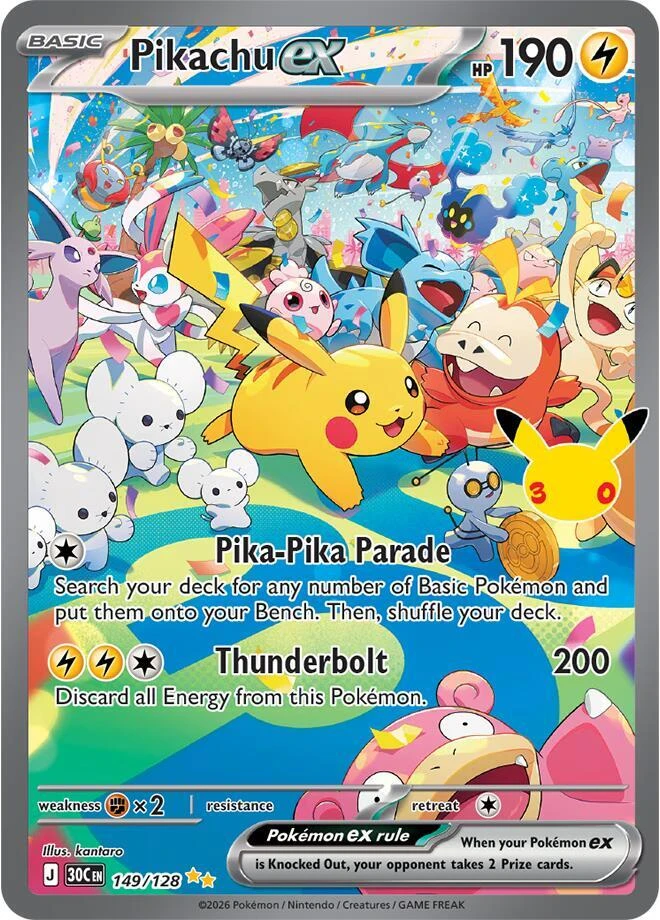 BASIC
Pikachu ex
HP 190
30
Pika-Pika Parade
Search your deck for any number of Basic Pokémon and
put them onto your Bench. Then, shuffle your deck.
Thunderbolt 200
Discard all Energy from this Pokémon.
weakness ×2 resistance retreat
Pokémon ex rule
When your Pokémon ex
is Knocked Out, your opponent takes 2 Prize cards.
Illus. kantaro
J 30C EN 149/128
©2026 Pokémon / Nintendo / Creatures / GAME FREAK